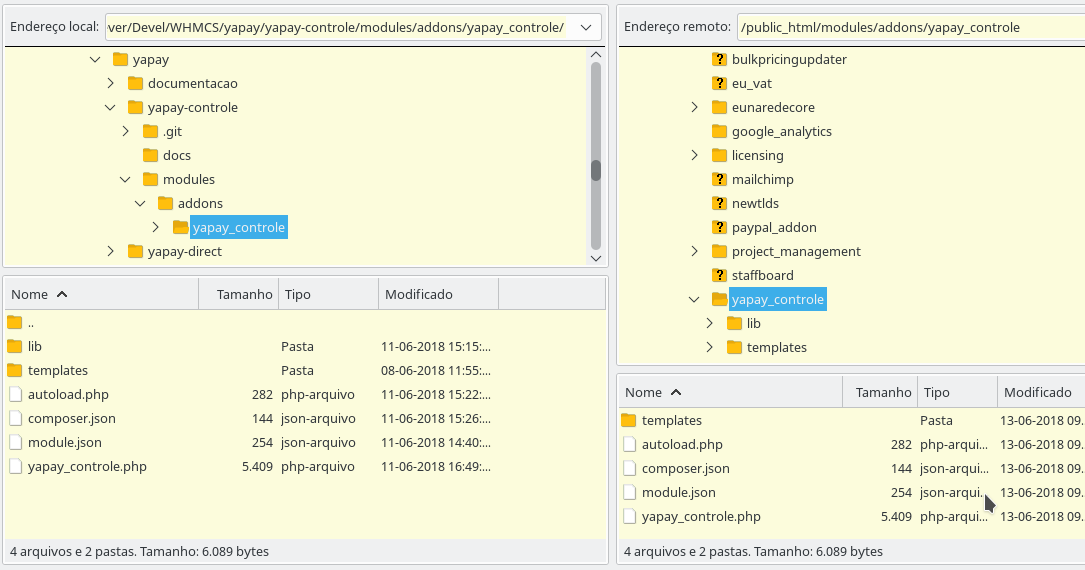 Endereço local: ver/Devel/WHMCS/yapay/yapay-controle/modules/addons/yapay_controle/
yapay
documentacao
yapay-controle
.git
docs
modules
addons
yapay_controle
yapay-direct
Nome Tamanho Tipo Modificado
..
lib Pasta 11-06-2018 15:15:...
templates Pasta 08-06-2018 11:55:...
autoload.php 282 php-arquivo 11-06-2018 15:22:...
composer.json 144 json-arquivo 11-06-2018 15:26:...
module.json 254 json-arquivo 11-06-2018 14:40:...
yapay_controle.php 5.409 php-arquivo 11-06-2018 16:49:...
4 arquivos e 2 pastas. Tamanho: 6.089 bytes
Endereço remoto: /public_html/modules/addons/yapay_controle
bulkpricingupdater
eu_vat
eunaredecore
google_analytics
licensing
mailchimp
newtlds
paypal_addon
project_management
staffboard
yapay_controle
lib
templates
Nome Tamanho Tipo Modificado
templates Pasta 13-06-2018 09..
autoload.php 282 php-arqui... 13-06-2018 09..
composer.json 144 json-arqui... 13-06-2018 09..
module.json 254 json-arqui... 13-06-2018 09..
yapay_controle.php 5.409 php-arqui... 13-06-2018 09..
4 arquivos e 2 pastas. Tamanho: 6.089 bytes